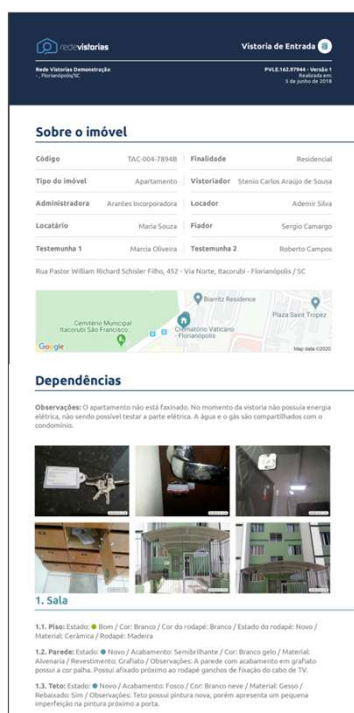 redevistorias
Vistoria de Entrada
Rede Vistorias Demonstração
- , Florianópolis/SC
PVLE.162.97944 - Versão 1
Realizada em:
5 de junho de 2018
Sobre o imóvel
Código TAC-004-7894B Finalidade Residencial
Tipo do imóvel Apartamento Vistoriador Stenio Carlos Araújo de Sousa
Administradora Arantes Incorporadora Locador Ademir Silva
Locatário Maria Souza Fiador Sergio Camargo
Testemunha 1 Marcia Oliveira Testemunha 2 Roberto Campos
Rua Pastor William Richard Schisler Filho, 452 - Via Norte, Itacorubi - Florianópolis / SC
Biarritz Residence
Plaza Saint Tropez
Cemitério Municipal
Itacorubi São Francisco...
Crematório Vaticano
- Florianópolis
Google
Map data ©2020
Dependências
Observações: O apartamento não está faxinado. No momento da vistoria não possuia energia
elétrica, não sendo possível testar a parte elétrica. A água e o gás são compartilhados com o
condomínio.
1. Sala
1.1. Piso: Estado: Bom / Cor: Branco / Cor do rodapé: Branco / Estado do rodapé: Novo /
Material: Cerâmica / Rodapé: Madeira
1.2. Parede: Estado: Novo / Acabamento: Semibrilhante / Cor: Branco gelo / Material:
Alvenaria / Revestimento: Grafiato / Observações: A parede com acabamento em grafiato
possui a cor palha. Possui afixado próximo ao rodapé ganchos de fixação do cabo de TV.
1.3. Teto: Estado: Novo / Acabamento: Fosco / Cor: Branco neve / Material: Gesso /
Rebaixado: Sim / Observações: Teto possui pintura nova, porém apresenta um pequena
imperfeição na pintura próximo a porta.